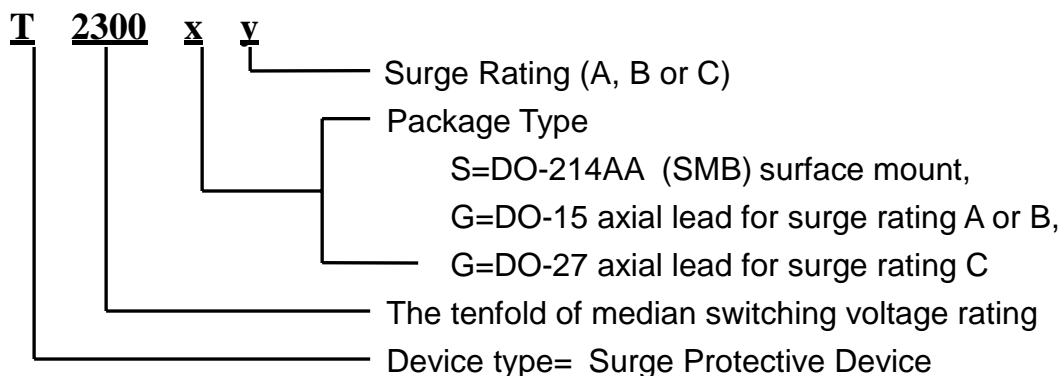 T 2300 x y
Surge Rating (A, B or C)
Package Type
S=DO-214AA (SMB) surface mount,
G=DO-15 axial lead for surge rating A or B,
G=DO-27 axial lead for surge rating C
The tenfold of median switching voltage rating
Device type= Surge Protective Device